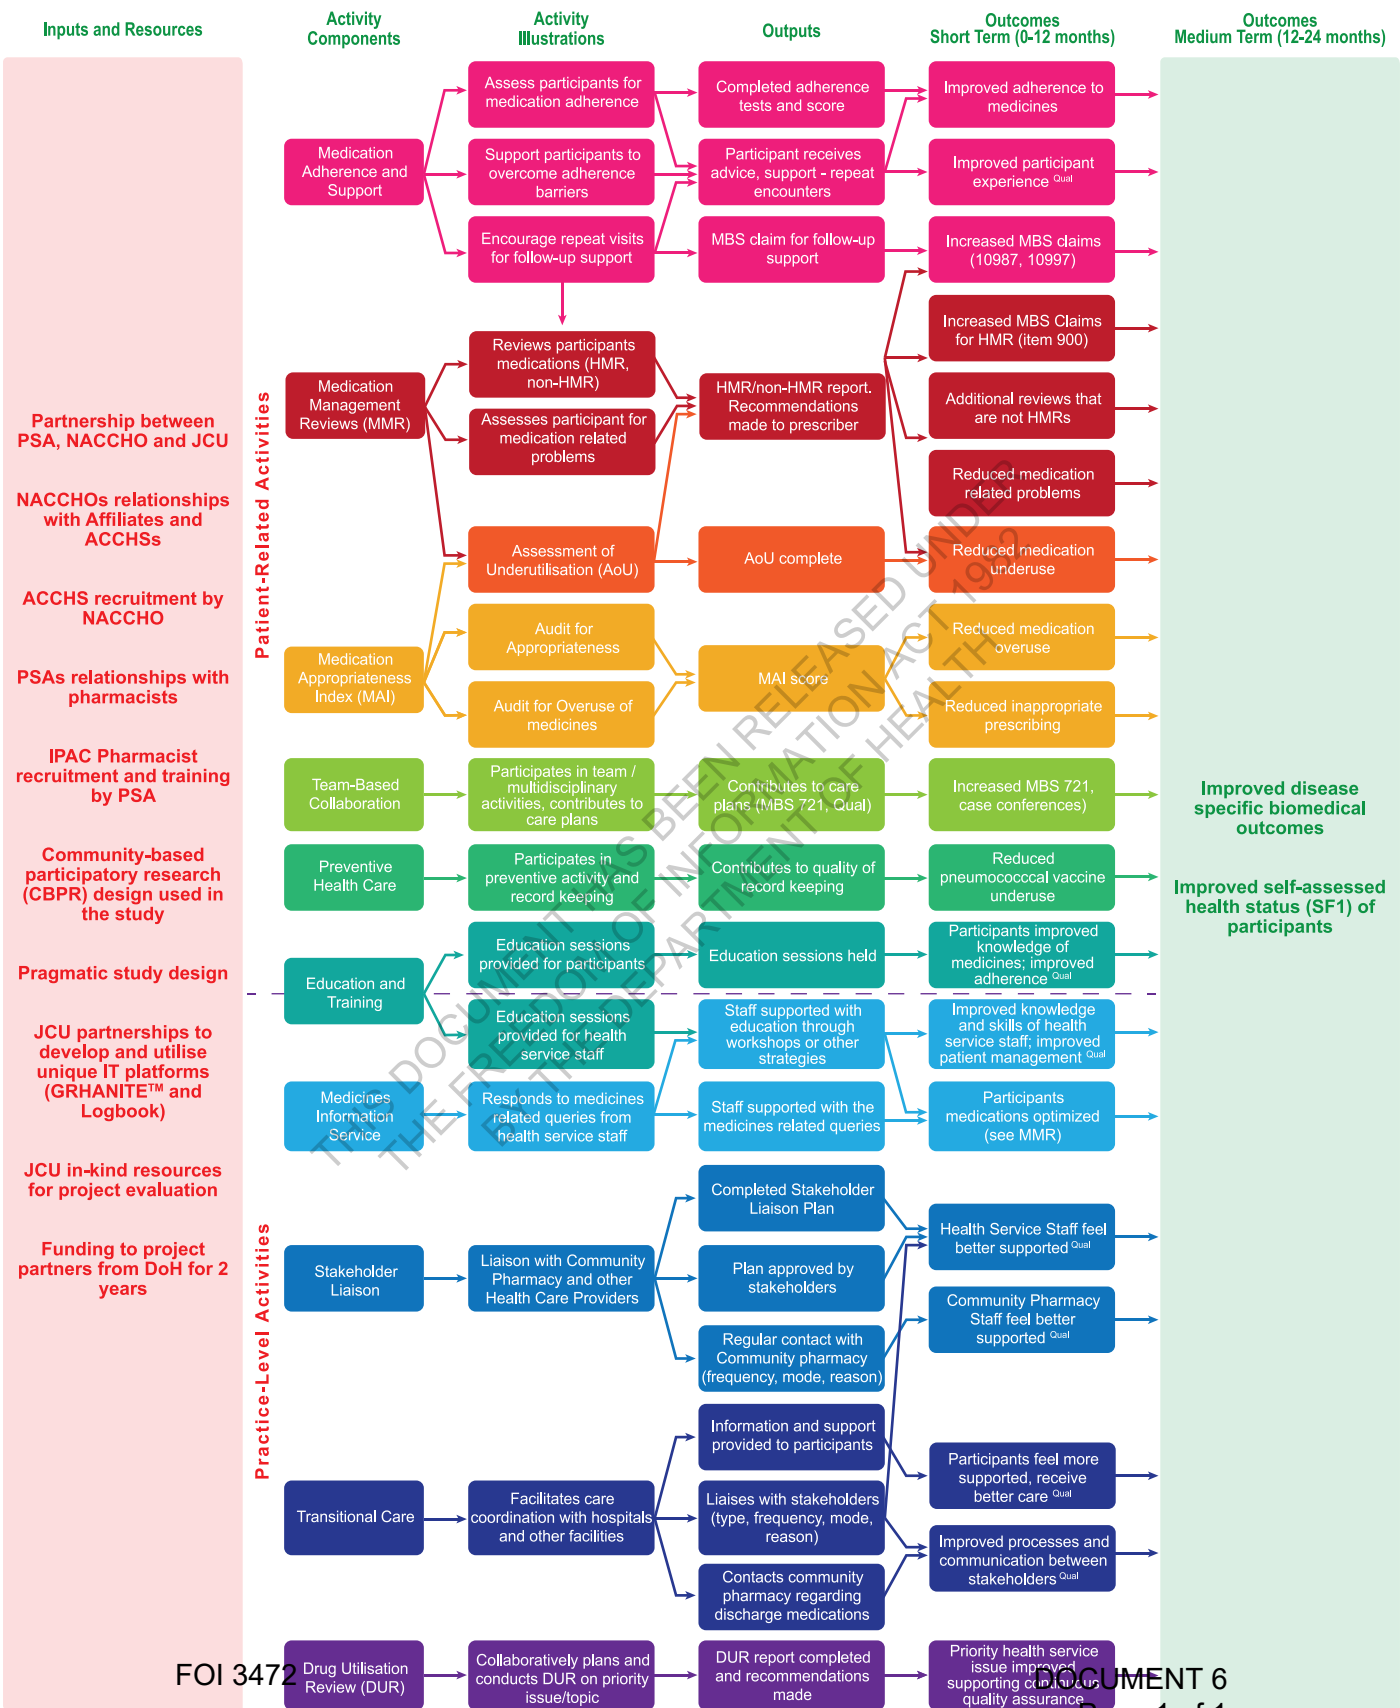 Inputs and Resources
Activity
Components
Activity
Illustrations
Outputs
Outcomes
Short Term (0-12 months)
Outcomes
Medium Term (12-24 months)
Partnership between
PSA, NACCHO and JCU
NACCHOs relationships
with Affiliates and
ACCHSs
ACCHS recruitment by
NACCHO
PSAs relationships with
pharmacists
IPAC Pharmacist
recruitment and training
by PSA
Community-based
participatory research
(CBPR) design used in
the study
Pragmatic study design
JCU partnerships to
develop and utilise
unique IT platforms
(GRHANITE™ and
Logbook)
JCU in-kind resources
for project evaluation
Funding to project
partners from DoH for 2
years
Patient-Related Activities
Practice-Level Activities
Medication
Adherence and
Support
Assess participants for
medication adherence
Support participants to
overcome adherence
barriers
Encourage repeat visits
for follow-up support
Completed adherence
tests and score
Participant receives
advice, support - repeat
encounters
MBS claim for follow-up
support
Improved adherence to
medicines
Improved participant
experience Qual
Increased MBS claims
(10987, 10997)
Medication
Management
Reviews (MMR)
Reviews participants
medications (HMR,
non-HMR)
Assesses participant for
medication related
problems
HMR/non-HMR report.
Recommendations
made to prescriber
Increased MBS Claims
for HMR (item 900)
Additional reviews that
are not HMRs
Reduced medication
related problems
Assessment of
Underutilisation (AoU)
AoU complete
Reduced medication
underuse
Medication
Appropriateness
Index (MAI)
Audit for
Appropriateness
Audit for Overuse of
medicines
MAI score
Reduced medication
overuse
Reduced inappropriate
prescribing
Team-Based
Collaboration
Participates in team /
multidisciplinary
activities, contributes to
care plans
Contributes to care
plans (MBS 721, Qual)
Increased MBS 721,
case conferences)
Preventive
Health Care
Participates in
preventive activity and
record keeping
Contributes to quality of
record keeping
Reduced
pneumococccal vaccine
underuse
Education and
Training
Education sessions
provided for participants
Education sessions held
Participants improved
knowledge of
medicines; improved
adherence Qual
Education sessions
provided for health
service staff
Staff supported with
education through
workshops or other
strategies
Improved knowledge
and skills of health
service staff; improved
patient management Qual
Medicines
Information
Service
Responds to medicines
related queries from
health service staff
Staff supported with the
medicines related queries
Participants
medications optimized
(see MMR)
Stakeholder
Liaison
Liaison with Community
Pharmacy and other
Health Care Providers
Completed Stakeholder
Liaison Plan
Plan approved by
stakeholders
Regular contact with
Community pharmacy
(frequency, mode, reason)
Health Service Staff feel
better supported Qual
Community Pharmacy
Staff feel better
supported Qual
Transitional Care
Facilitates care
coordination with hospitals
and other facilities
Information and support
provided to participants
Liaises with stakeholders
(type, frequency, mode,
reason)
Contacts community
pharmacy regarding
discharge medications
Participants feel more
supported, receive
better care Qual
Improved processes and
communication between
stakeholders Qual
Drug Utilisation
Review (DUR)
Collaboratively plans and
conducts DUR on priority
issue/topic
DUR report completed
and recommendations
made
Priority health service
issue improved
supporting continuous
quality assurance
Improved disease
specific biomedical
outcomes
Improved self-assessed
health status (SF1) of
participants
THIS DOCUMENT HAS BEEN RELEASED UNDER
THE FREEDOM OF INFORMATION ACT 1982
BY THE DEPARTMENT OF HEALTH
FOI 3472
DOCUMENT 6